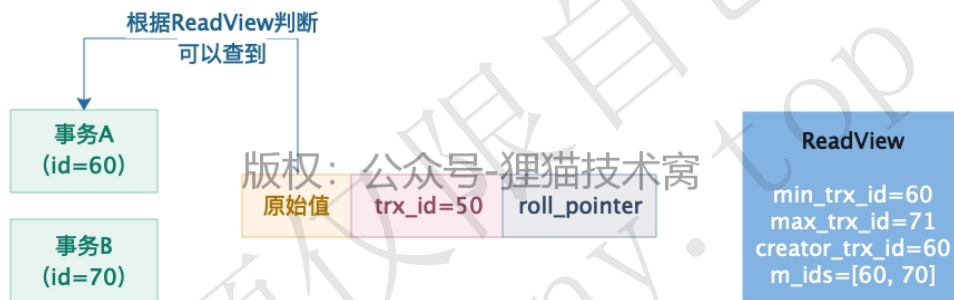 根据ReadView判断
可以查到
事务A
(id=60)
版权：公众号-狸猫技术窝
原始值
trx_id=50
roll_pointer
事务B
(id=70)
ReadView
min_trx_id=60
max_trx_id=71
creator_trx_id=60
m_ids=[60, 70]